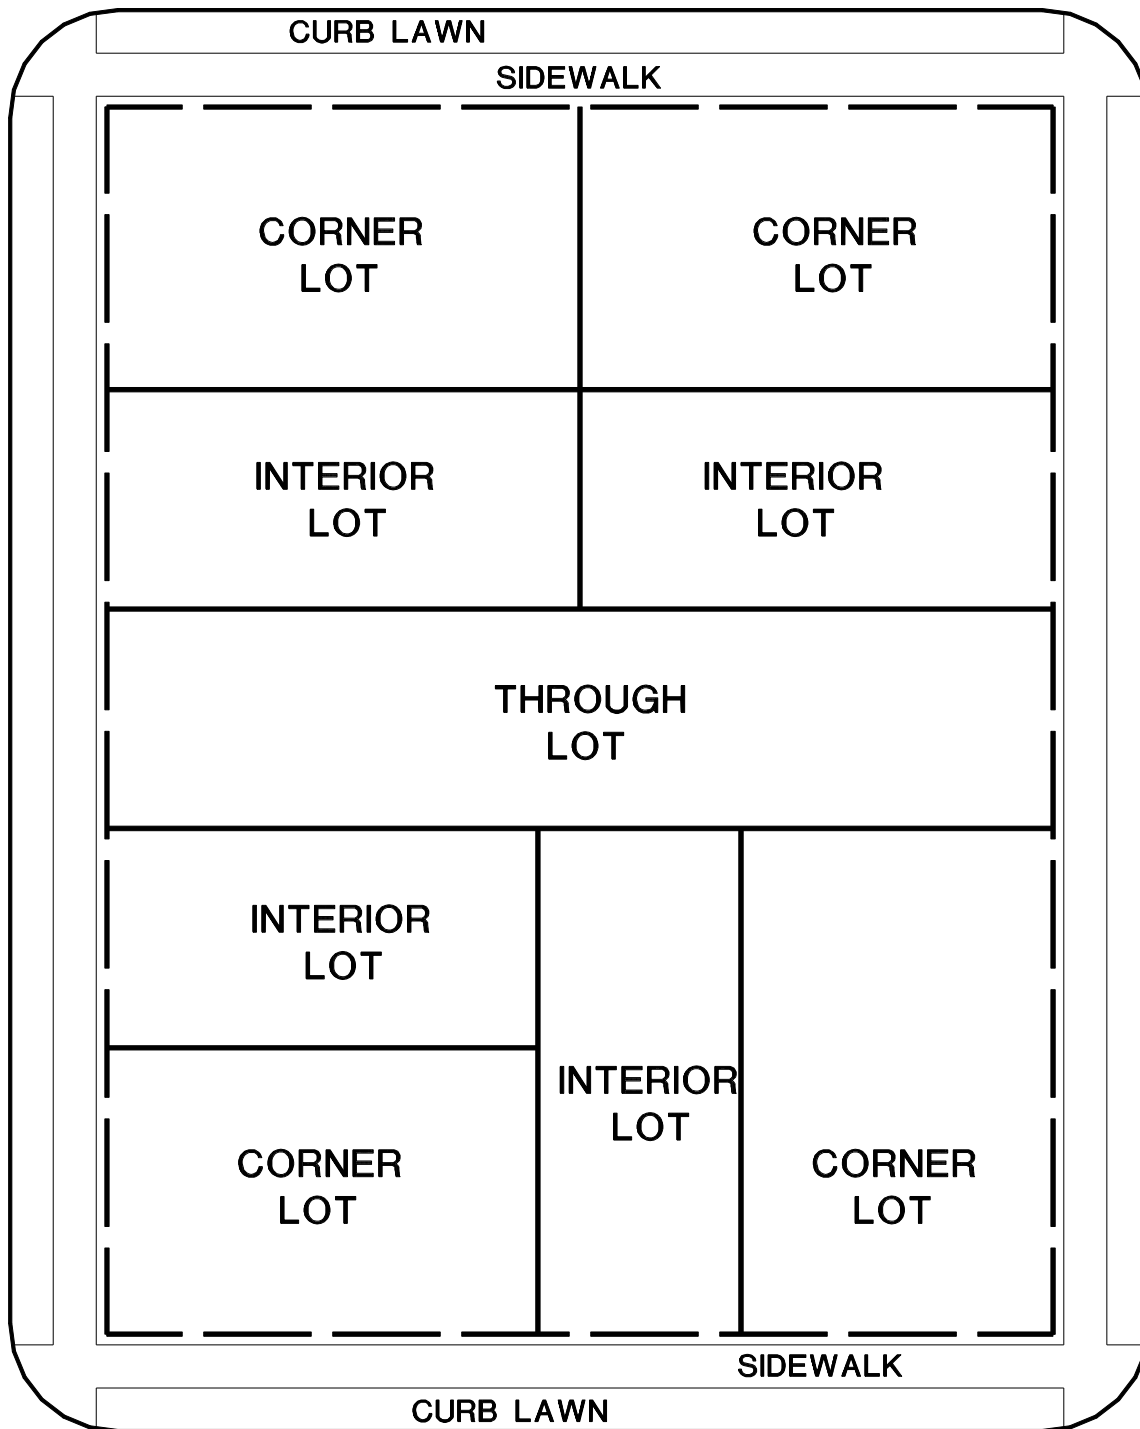 CURB LAWN
SIDEWALK
CORNER
LOT
CORNER
LOT
INTERIOR
LOT
INTERIOR
LOT
THROUGH
LOT
INTERIOR
LOT
INTERIOR
LOT
CORNER
LOT
CORNER
LOT
SIDEWALK
CURB LAWN